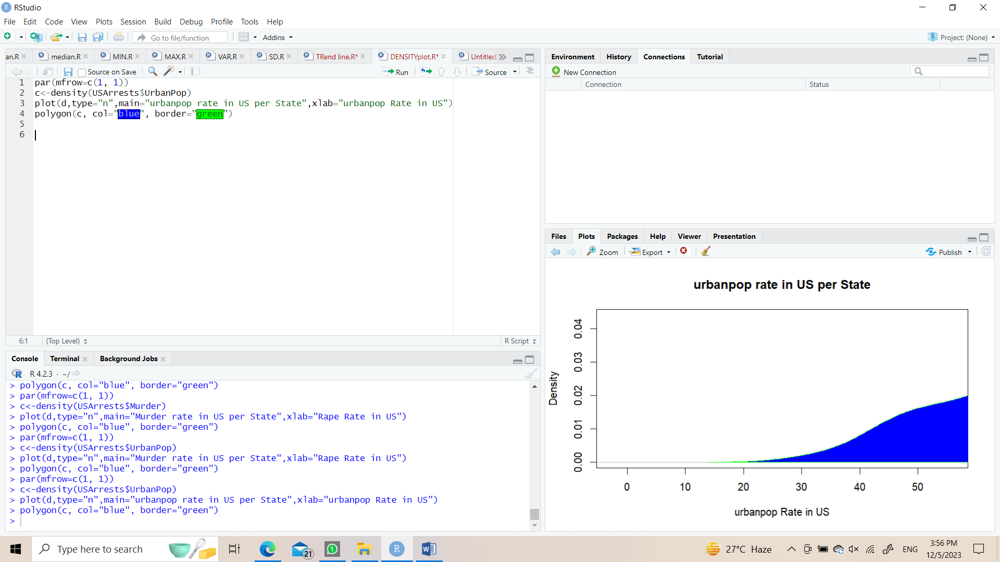 RStudio
File Edit Code View Plots Session Build Debug Profile Tools Help
Go to file/function Addins Project: (None)
an.R median.R MIN.R MAX.R VAR.R SD.R TRend line.R* DENSITYplot.R* Untitled
Source on Save Run Source
1 par(mfrow=c(1, 1))
2 c<-density(USArrests$UrbanPop)
3 plot(d,type="n",main="urbanpop rate in US per State",xlab="urbanpop Rate in US")
4 polygon(c, col="blue", border="green")
5
6
6:1 (Top Level) R Script
Console Terminal Background Jobs
R 4.2.3 · ~/
> polygon(c, col="blue", border="green")
> par(mfrow=c(1, 1))
> c<-density(USArrests$Murder)
> plot(d,type="n",main="Murder rate in US per State",xlab="Rape Rate in US")
> polygon(c, col="blue", border="green")
> par(mfrow=c(1, 1))
> c<-density(USArrests$UrbanPop)
> plot(d,type="n",main="Murder rate in US per State",xlab="Rape Rate in US")
> polygon(c, col="blue", border="green")
> par(mfrow=c(1, 1))
> c<-density(USArrests$UrbanPop)
> plot(d,type="n",main="urbanpop rate in US per State",xlab="urbanpop Rate in US")
> polygon(c, col="blue", border="green")
>
Environment History Connections Tutorial
New Connection
Connection Status
Files Plots Packages Help Viewer Presentation
Zoom Export Publish
urbanpop rate in US per State
Density
0.04
0.03
0.02
0.01
0.00
0 10 20 30 40 50
urbanpop Rate in US
Type here to search 21 1 R W 27°C Haze ENG 3:56 PM
12/5/2023